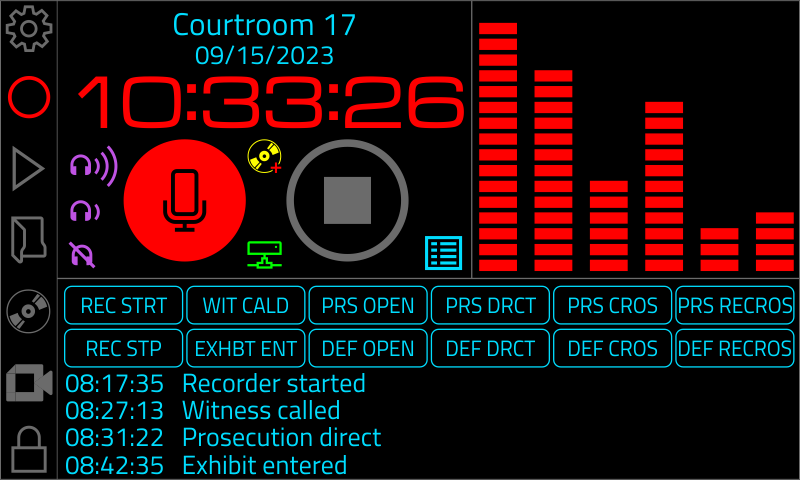 Courtroom 17
09/15/2023
10:33:26
REC STRT WIT CALD PRS OPEN PRS DRCT PRS CROS PRS RECROS
REC STP EXHBT ENT DEF OPEN DEF DRCT DEF CROS DEF RECROS
08:17:35 Recorder started
08:27:13 Witness called
08:31:22 Prosecution direct
08:42:35 Exhibit entered